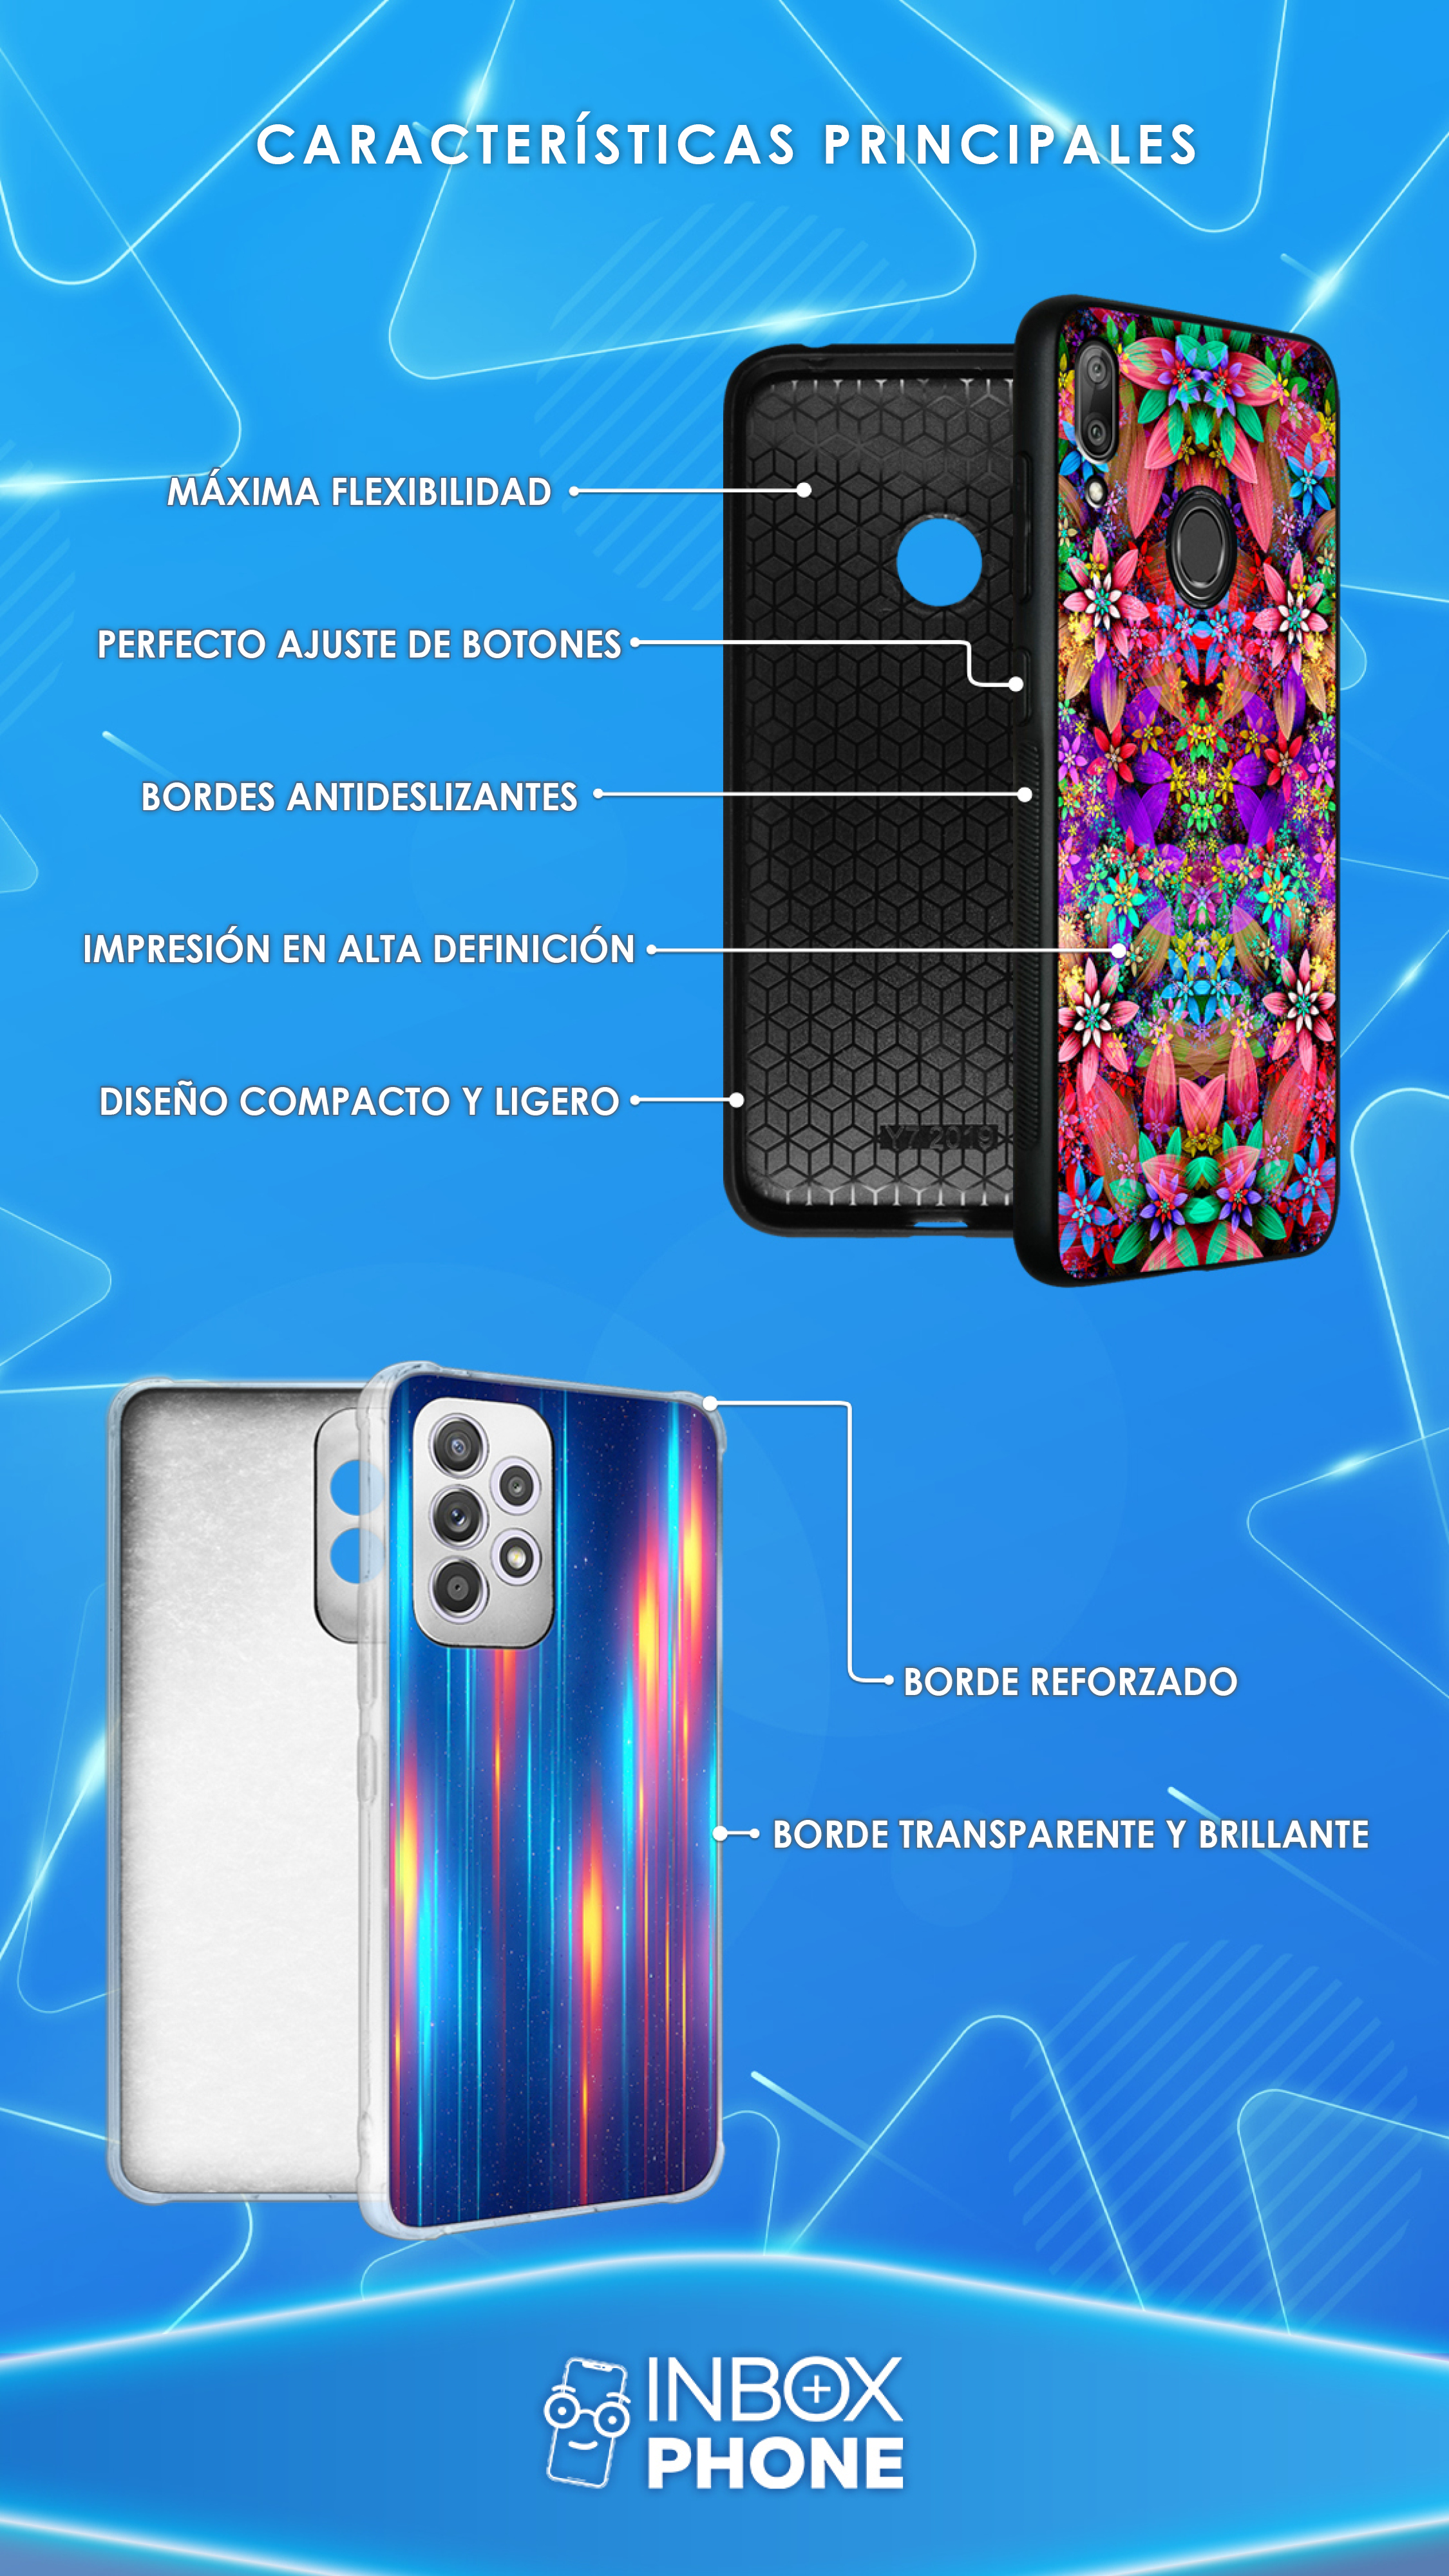 CARACTERÍSTICAS PRINCIPALES
MÁXIMA FLEXIBILIDAD
PERFECTO AJUSTE DE BOTONES
BORDES ANTIDESLIZANTES
IMPRESIÓN EN ALTA DEFINICIÓN
DISEÑO COMPACTO Y LIGERO
Y7 2019
BORDE REFORZADO
BORDE TRANSPARENTE Y BRILLANTE
INBOX
PHONE